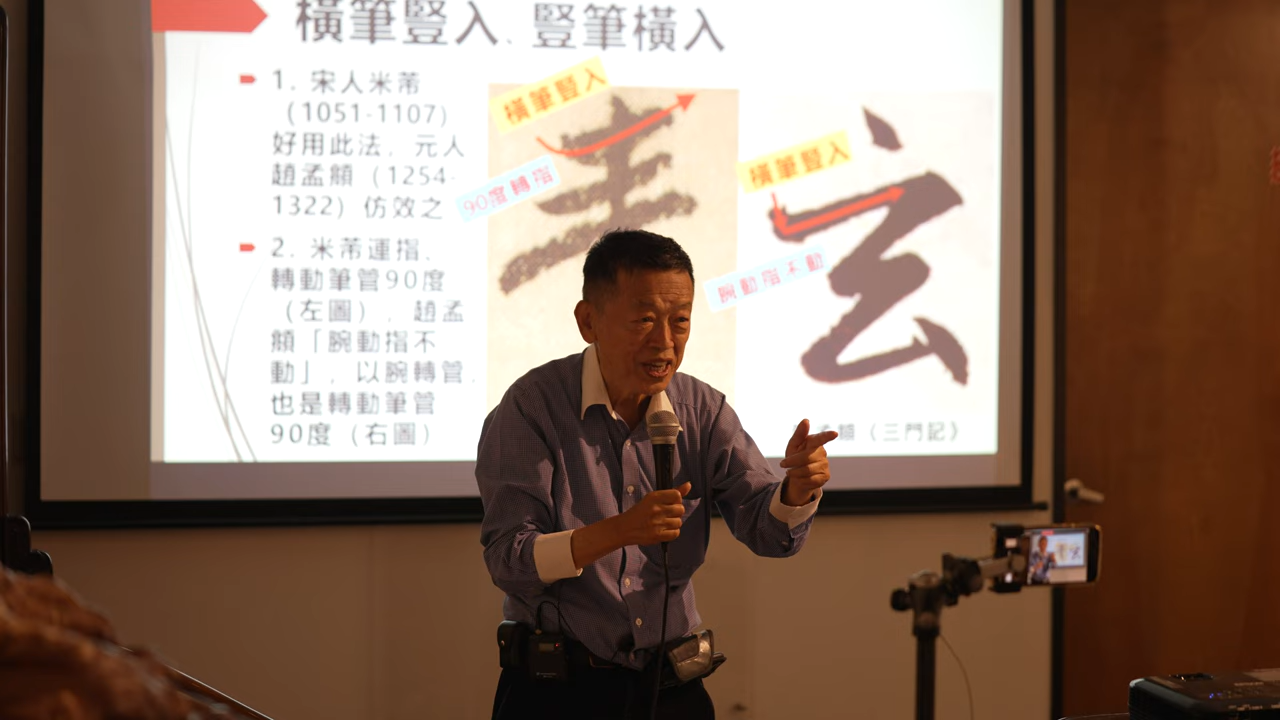 橫筆豎入、豎筆橫入
1. 宋人米芾
(1051-1107)
好用此法，元人
趙孟頫（1254-
1322）仿效之
2. 米芾運指，
轉動筆管90度
（左圖），趙孟
頫「腕動指不
動」，以腕轉管，
也是轉動筆管
90度（右圖）
橫筆豎入
90度轉指
橫筆豎入
腕動指不動
玄
孟頫（三門記）